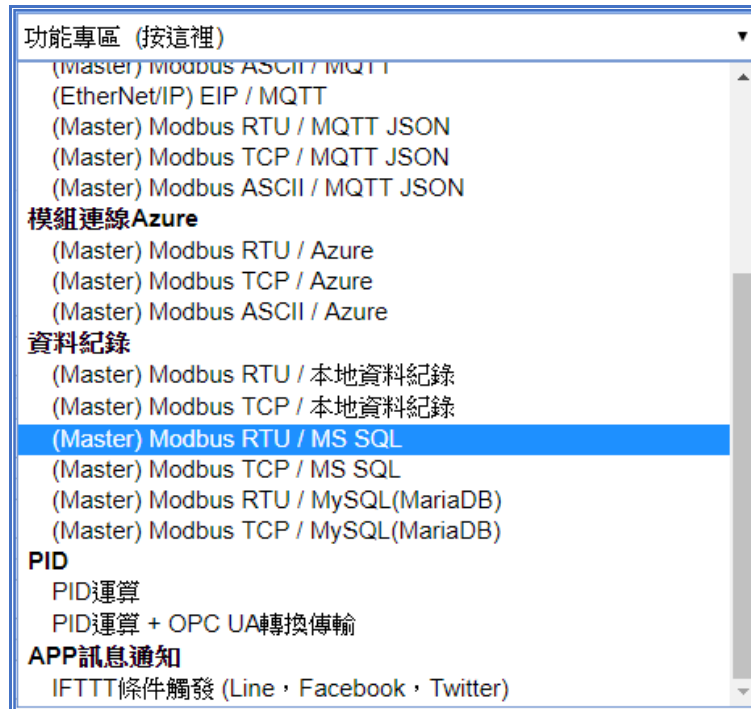 功能專區 (按這裡)
(Master) Modbus ASCII / MQTT
(EtherNet/IP) EIP / MQTT
(Master) Modbus RTU / MQTT JSON
(Master) Modbus TCP / MQTT JSON
(Master) Modbus ASCII / MQTT JSON
模組連線Azure
(Master) Modbus RTU / Azure
(Master) Modbus TCP / Azure
(Master) Modbus ASCII / Azure
資料紀錄
(Master) Modbus RTU / 本地資料紀錄
(Master) Modbus TCP / 本地資料紀錄
(Master) Modbus RTU / MS SQL
(Master) Modbus TCP / MS SQL
(Master) Modbus RTU / MySQL(MariaDB)
(Master) Modbus TCP / MySQL(MariaDB)
PID
PID運算
PID運算 + OPC UA轉換傳輸
APP訊息通知
IFTTT條件觸發 (Line，Facebook，Twitter)